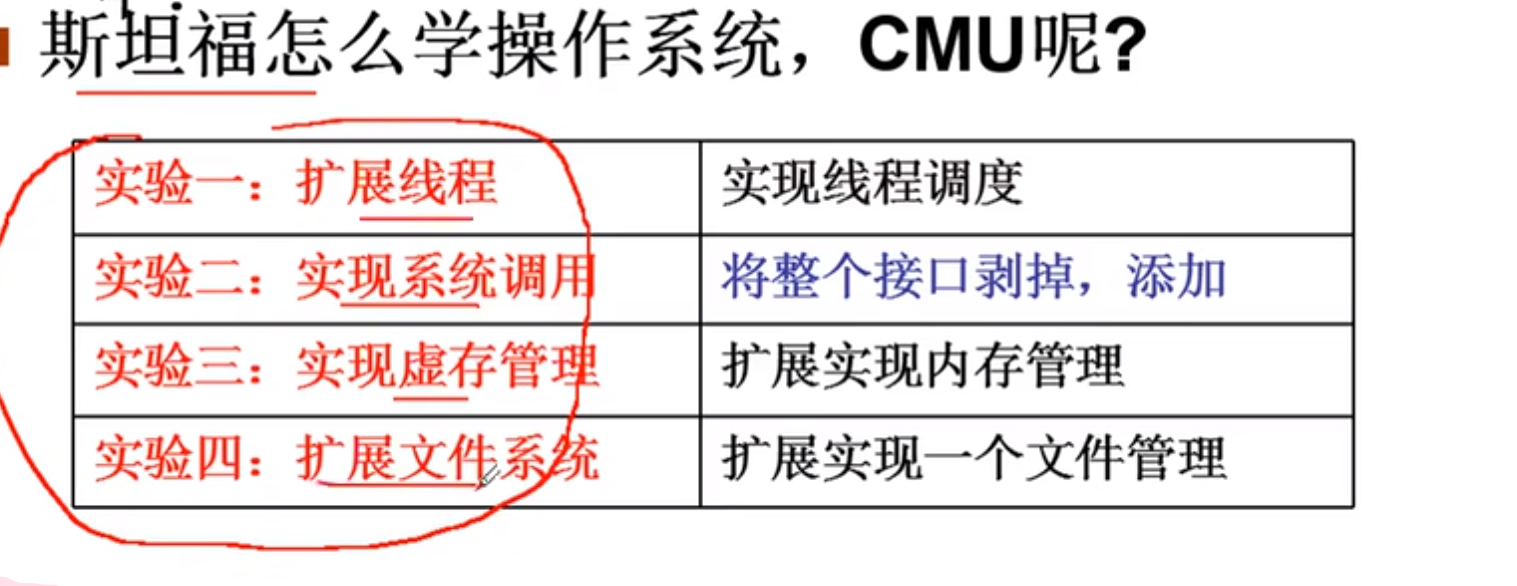 斯坦福怎么学操作系统，CMU呢?
实验一：扩展线程 实现线程调度
实验二：实现系统调用 将整个接口剥掉，添加
实验三：实现虚存管理 扩展实现内存管理
实验四：扩展文件系统 扩展实现一个文件管理